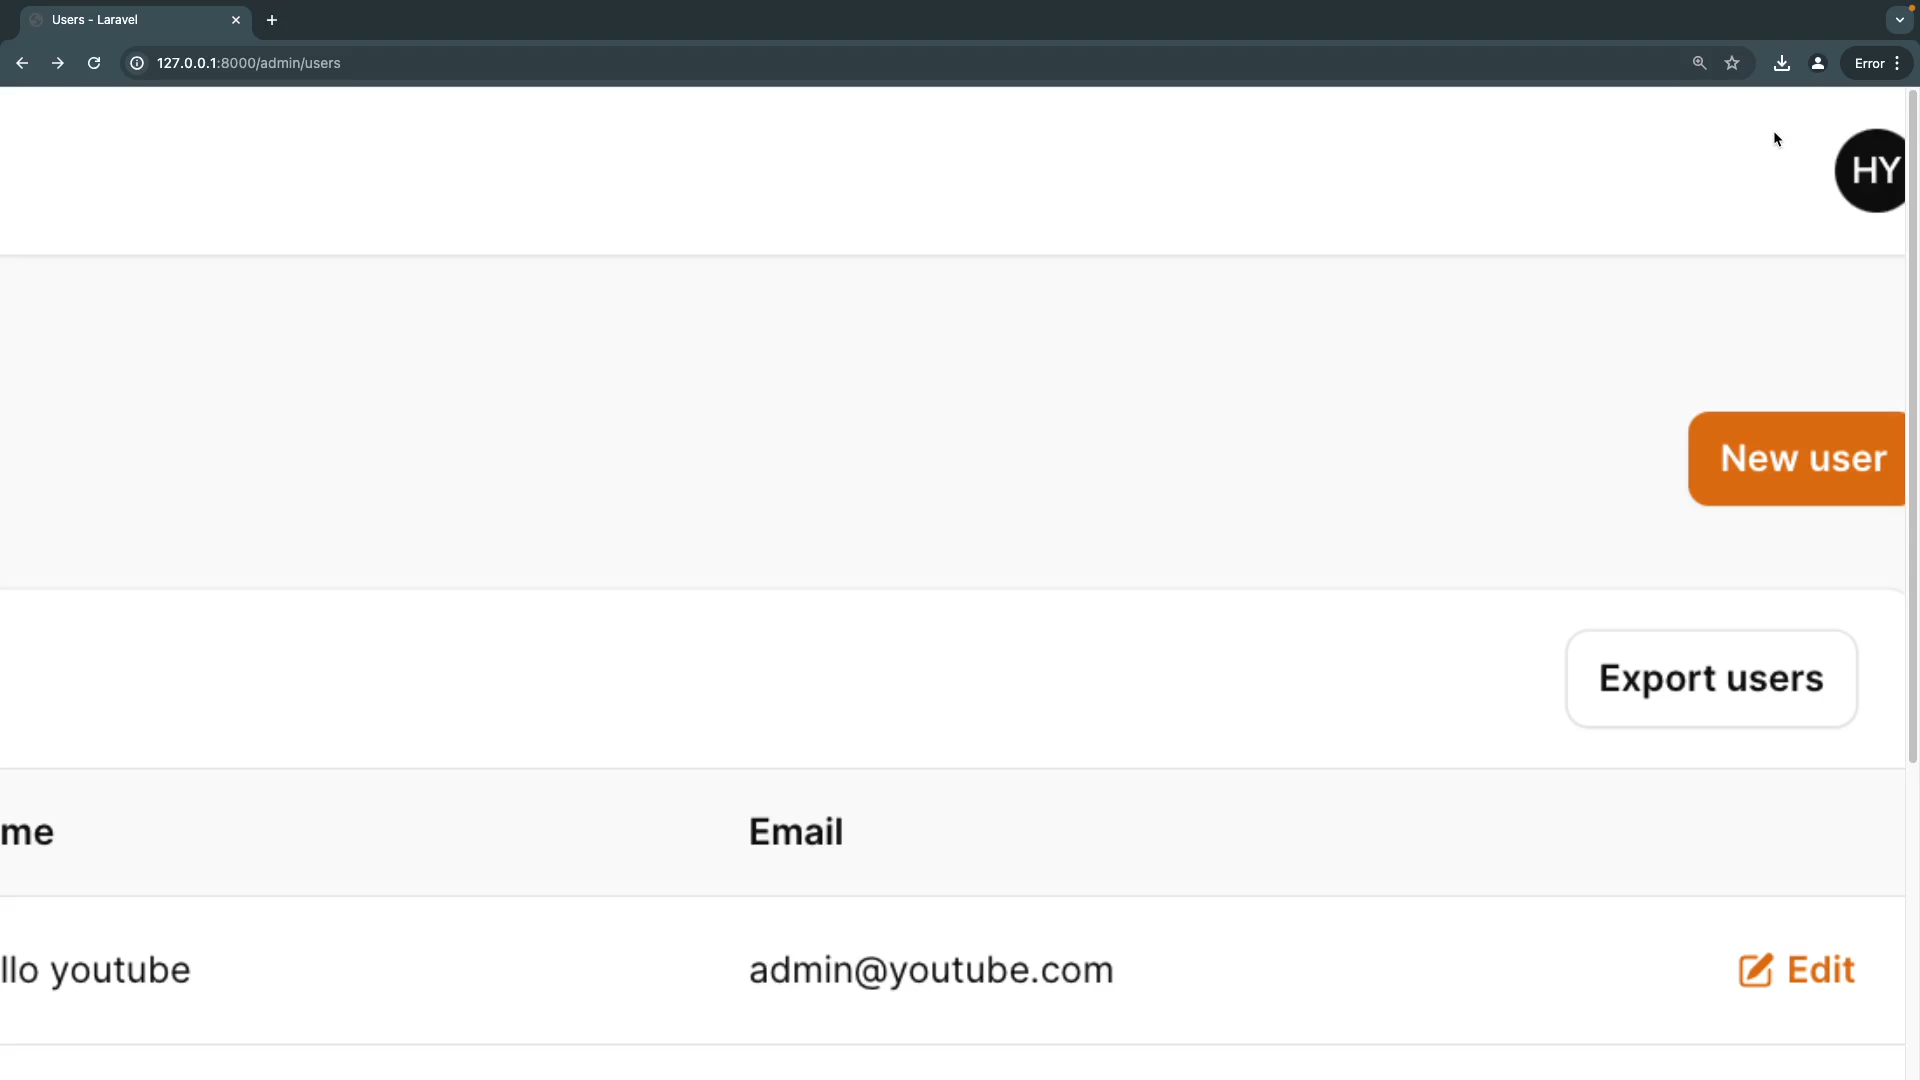 Users - Laravel
127.0.0.1:8000/admin/users
Error
HY
New user
Export users
me Email
llo youtube admin@youtube.com Edit